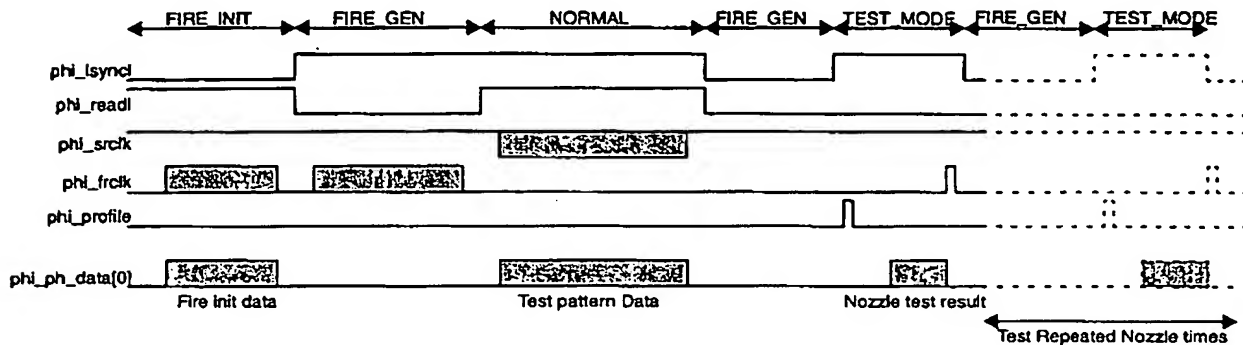 FIRE_INIT FIRE_GEN NORMAL FIRE_GEN TEST_MODE FIRE_GEN TEST_MODE
phi_lsyncl
phi_readl
phi_srclk
phi_frclk
phi_profile
phi_ph_data[0]
Fire Init data Test pattern Data Nozzle test result
Test Repeated Nozzle times